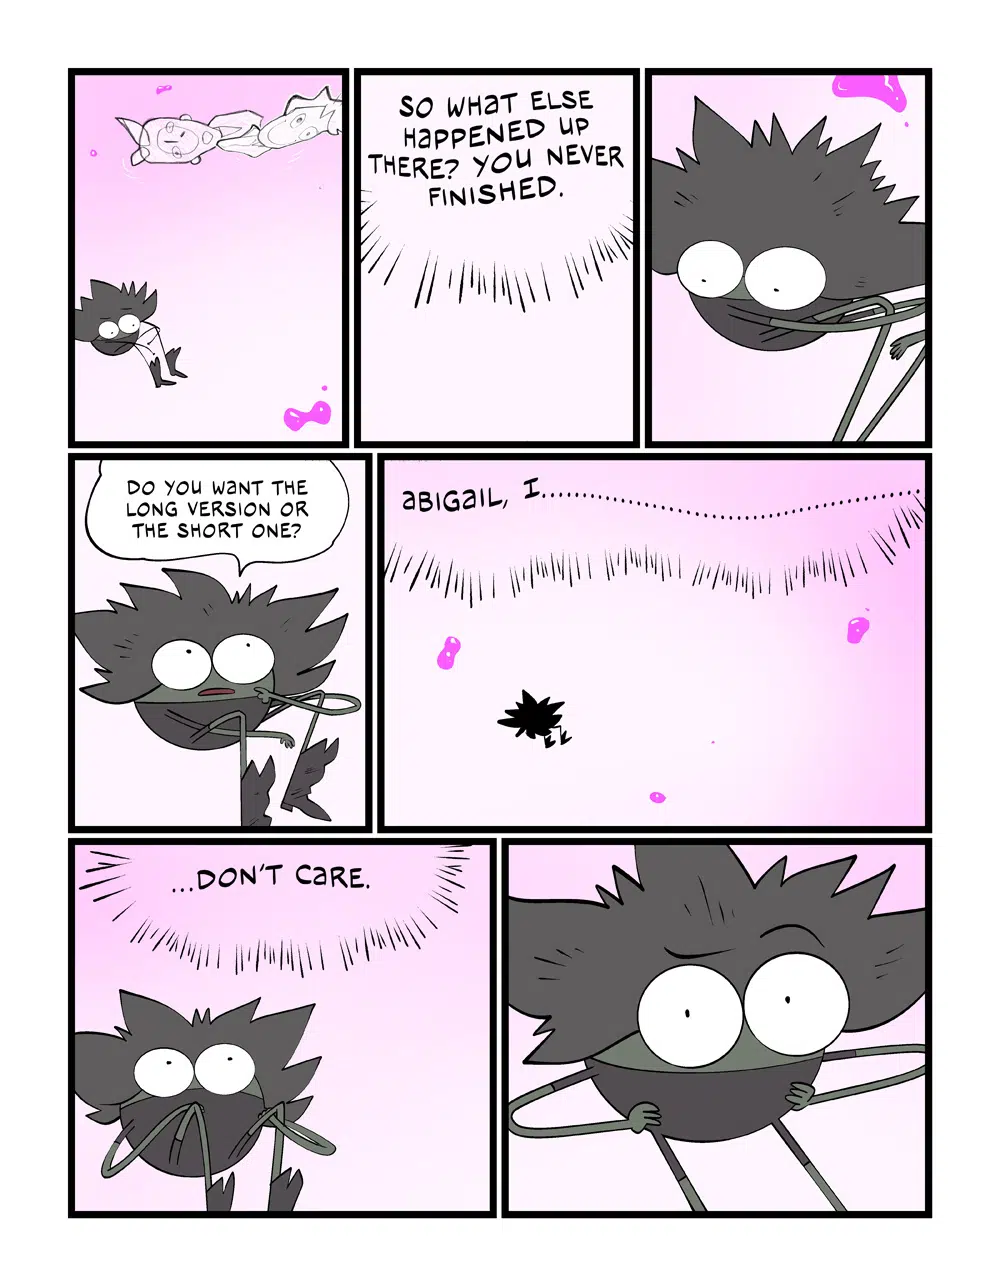 SO WHAT ELSE
HAPPENED UP
THERE? YOU NEVER
FINISHED.
DO YOU WANT THE
LONG VERSION OR
THE SHORT ONE?
ABIGAIL, I...............................................
...DON'T CARE.